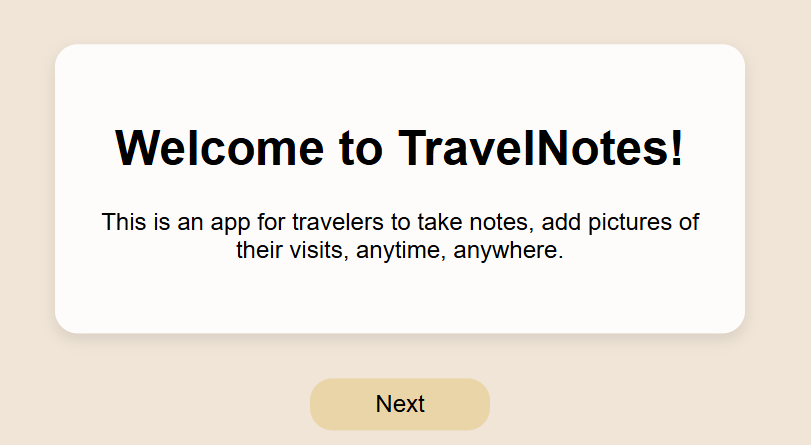 Welcome to TravelNotes!
This is an app for travelers to take notes, add pictures of
their visits, anytime, anywhere.
Next